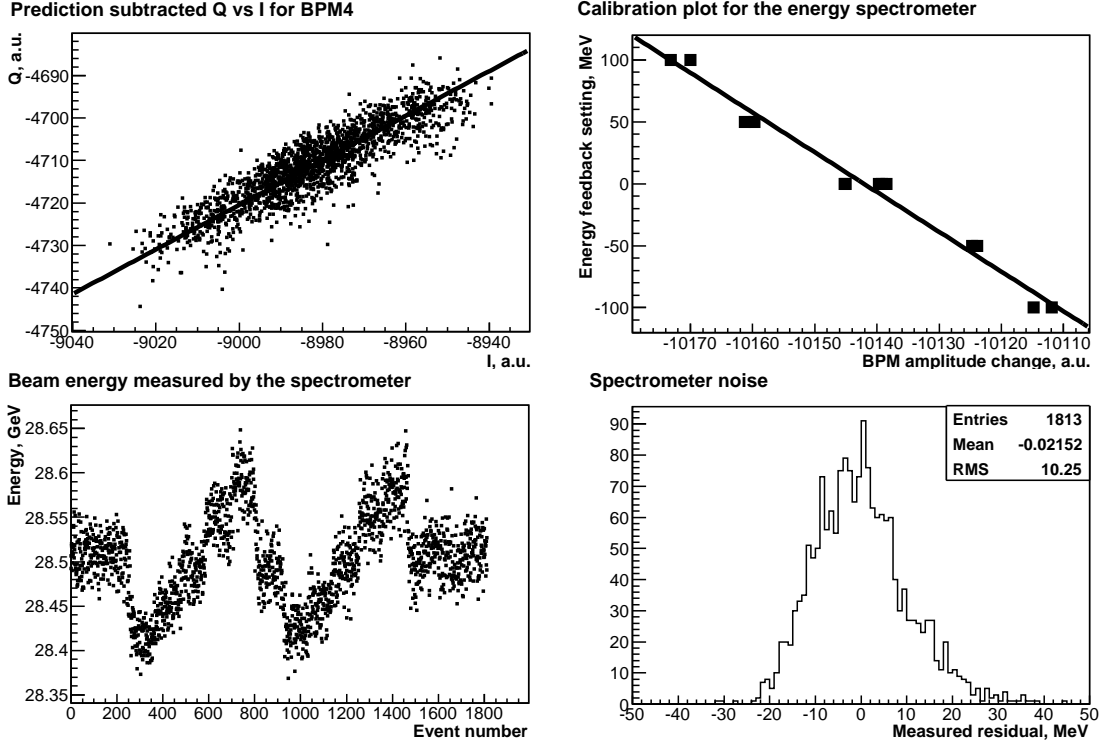 Prediction subtracted Q vs I for BPM4
Q, a.u.
-4690
-4700
-4710
-4720
-4730
-4740
-4750
-9040 -9020 -9000 -8980 -8960 -8940
I, a.u.
Calibration plot for the energy spectrometer
Energy feedback setting, MeV
100
50
0
-50
-100
-10170 -10160 -10150 -10140 -10130 -10120 -10110
BPM amplitude change, a.u.
Beam energy measured by the spectrometer
Energy, GeV
28.65
28.6
28.55
28.5
28.45
28.4
28.35
0 200 400 600 800 1000 1200 1400 1600 1800
Event number
Spectrometer noise
Entries 1813
Mean -0.02152
RMS 10.25
90
80
70
60
50
40
30
20
10
0
-50 -40 -30 -20 -10 0 10 20 30 40 50
Measured residual, MeV